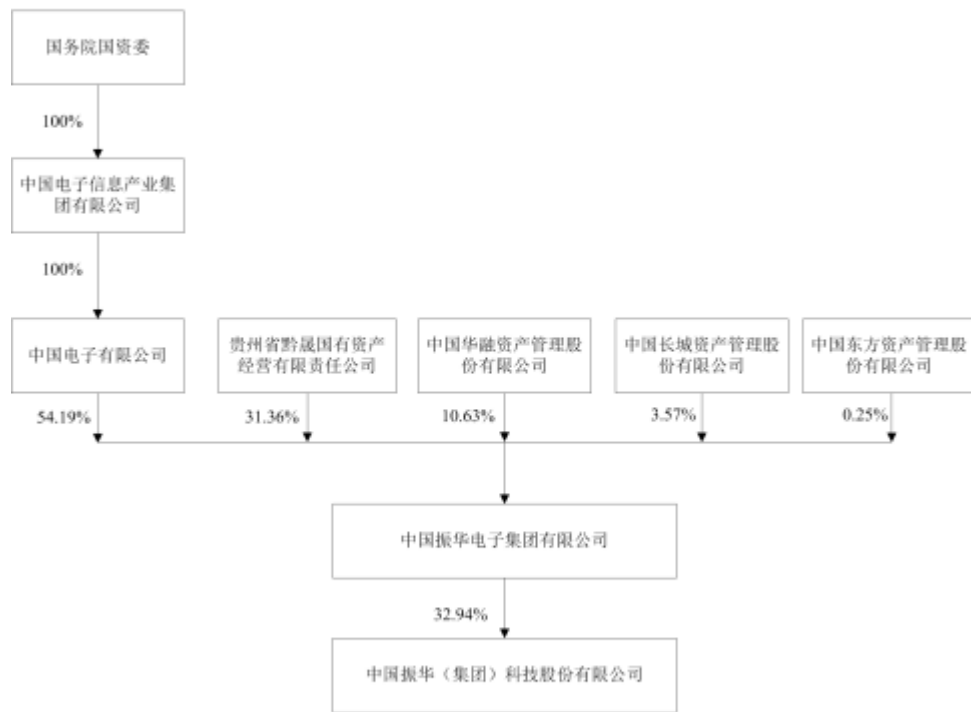 国务院国资委
100%
中国电子信息产业集
团有限公司
100%
中国电子有限公司
贵州省黔晟国有资产
经营有限责任公司
中国华融资产管理股
份有限公司
中国长城资产管理股
份有限公司
中国东方资产管理股
份有限公司
54.19%
31.36%
10.63%
3.57%
0.25%
中国振华电子集团有限公司
32.94%
中国振华（集团）科技股份有限公司